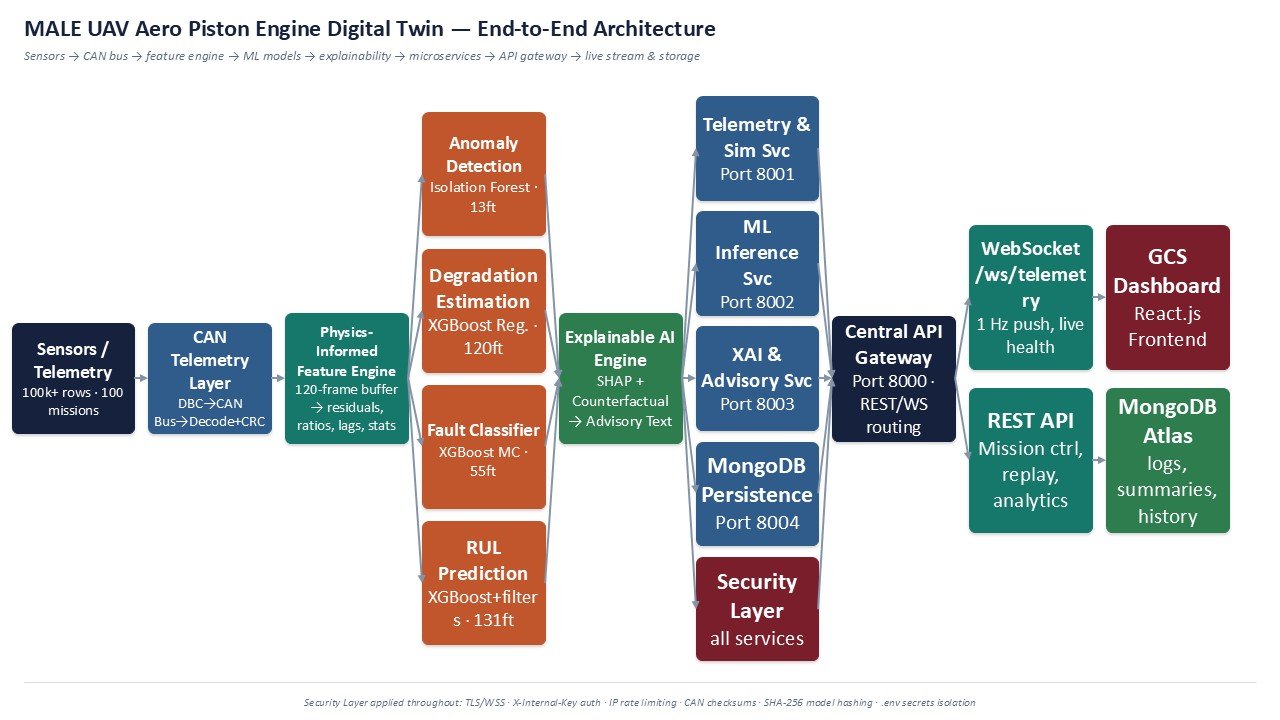 MALE UAV Aero Piston Engine Digital Twin — End-to-End Architecture
Sensors → CAN bus → feature engine → ML models → explainability → microservices → API gateway → live stream & storage
Sensors /
Telemetry
100k+ rows · 100
missions
CAN
Telemetry
Layer
DBC→CAN
Bus→Decode+CRC
Physics-
Informed
Feature Engine
120-frame buffer
→ residuals,
ratios, lags, stats
Anomaly
Detection
Isolation Forest ·
13ft
Degradation
Estimation
XGBoost Reg. ·
120ft
Fault Classifier
XGBoost MC ·
55ft
RUL
Prediction
XGBoost+filter
s · 131ft
Explainable AI
Engine
SHAP +
Counterfactual
→ Advisory Text
Telemetry &
Sim Svc
Port 8001
ML
Inference
Svc
Port 8002
XAI &
Advisory Svc
Port 8003
MongoDB
Persistence
Port 8004
Security
Layer
all services
Central API
Gateway
Port 8000 ·
REST/WS
routing
WebSocket
/ws/telemet
ry
1 Hz push, live
health
REST API
Mission ctrl,
replay,
analytics
GCS
Dashboard
React.js
Frontend
MongoDB
Atlas
logs,
summaries,
history
Security Layer applied throughout: TLS/WSS · X-Internal-Key auth · IP rate limiting · CAN checksums · SHA-256 model hashing · .env secrets isolation